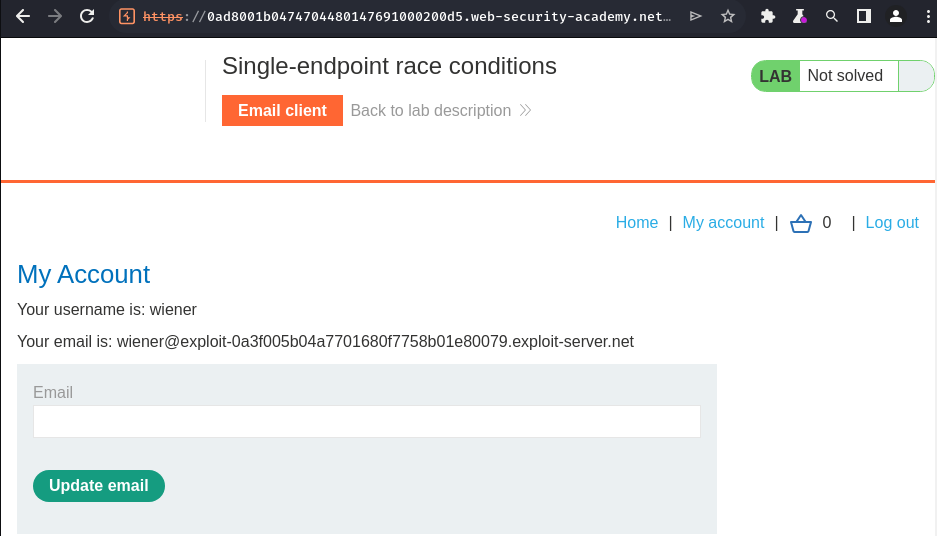 https://0ad8001b0474704480147691000200d5.web-security-academy.net…
Single-endpoint race conditions
LAB Not solved
Email client Back to lab description
Home | My account | 0 | Log out
My Account
Your username is: wiener
Your email is: wiener@exploit-0a3f005b04a7701680f7758b01e80079.exploit-server.net
Email
Update email